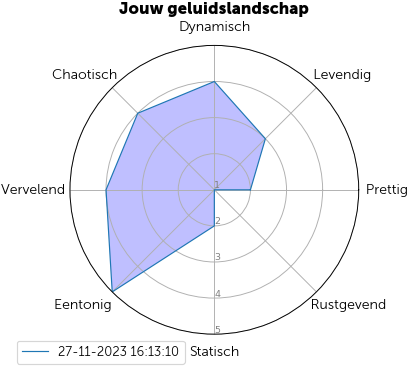 Jouw geluidslandschap
Dynamisch
Chaotisch
Levendig
Vervelend
1
Prettig
2
3
4
Eentonig
Rustgevend
5
27-11-2023 16:13:10
Statisch